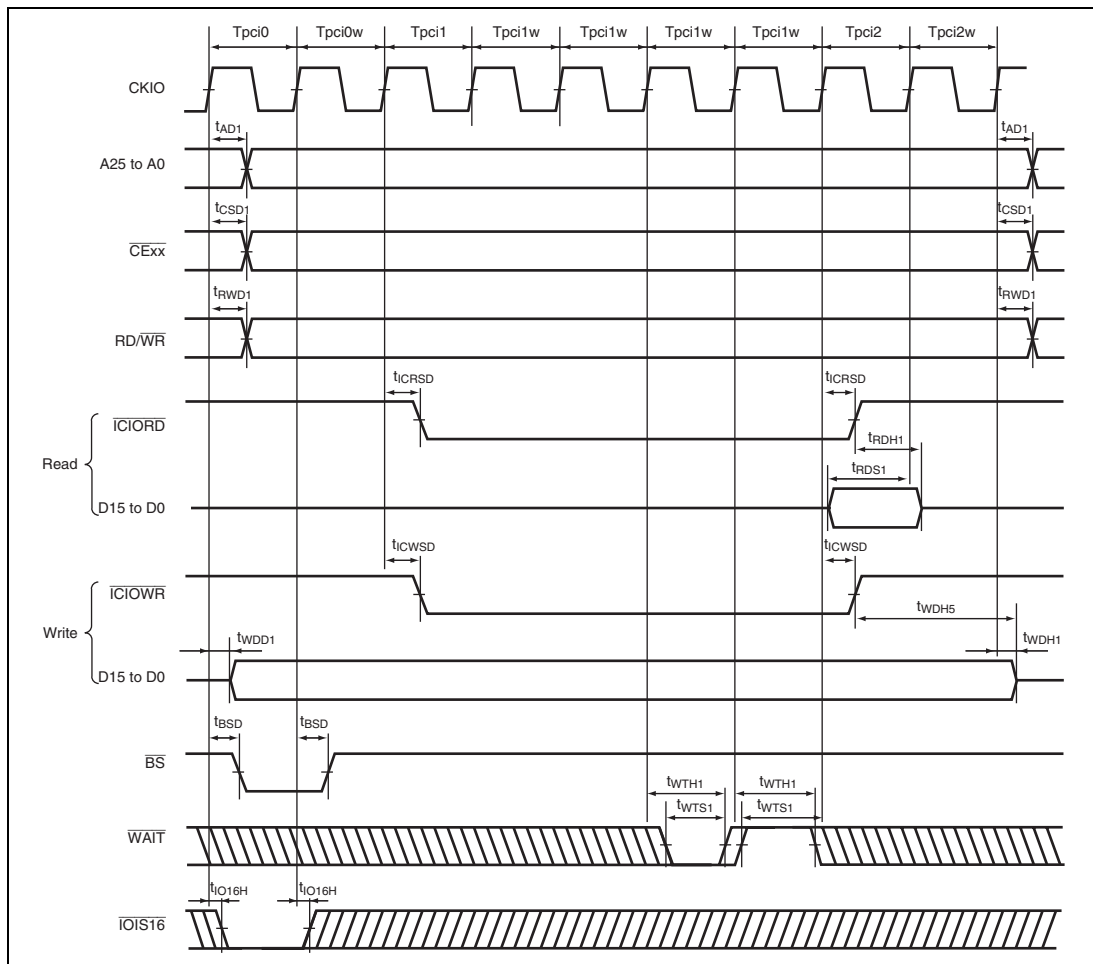 Tpci0 Tpci0w Tpci1 Tpci1w Tpci1w Tpci1w Tpci1w Tpci2 Tpci2w
CKIO
tAD1 tAD1
A25 to A0
tCSD1 tCSD1
CExx
tRWD1 tRWD1
RD/WR
tICRSD tICRSD
ICIORD
tRDH1
Read
tRDS1
D15 to D0
tICWSD tICWSD
ICIOWR
tWDH5
Write
tWDD1 tWDH1
D15 to D0
tBSD tBSD
BS
tWTH1 tWTH1
tWTS1 tWTS1
WAIT
tIO16H tIO16H
IOIS16